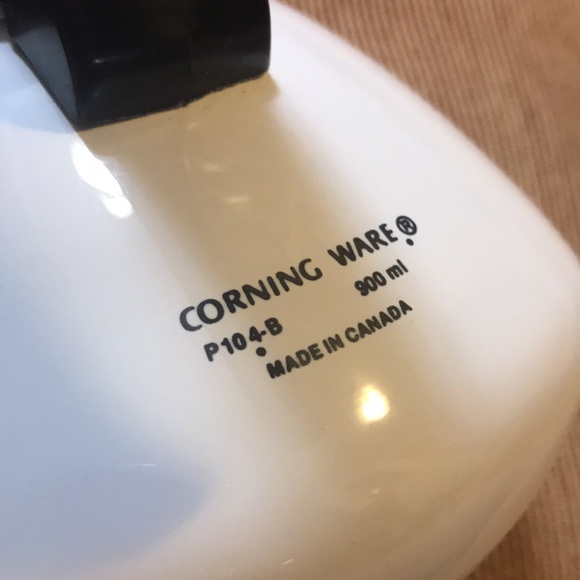 CORNING WARE®
P104-B 900 ml
MADE IN CANADA